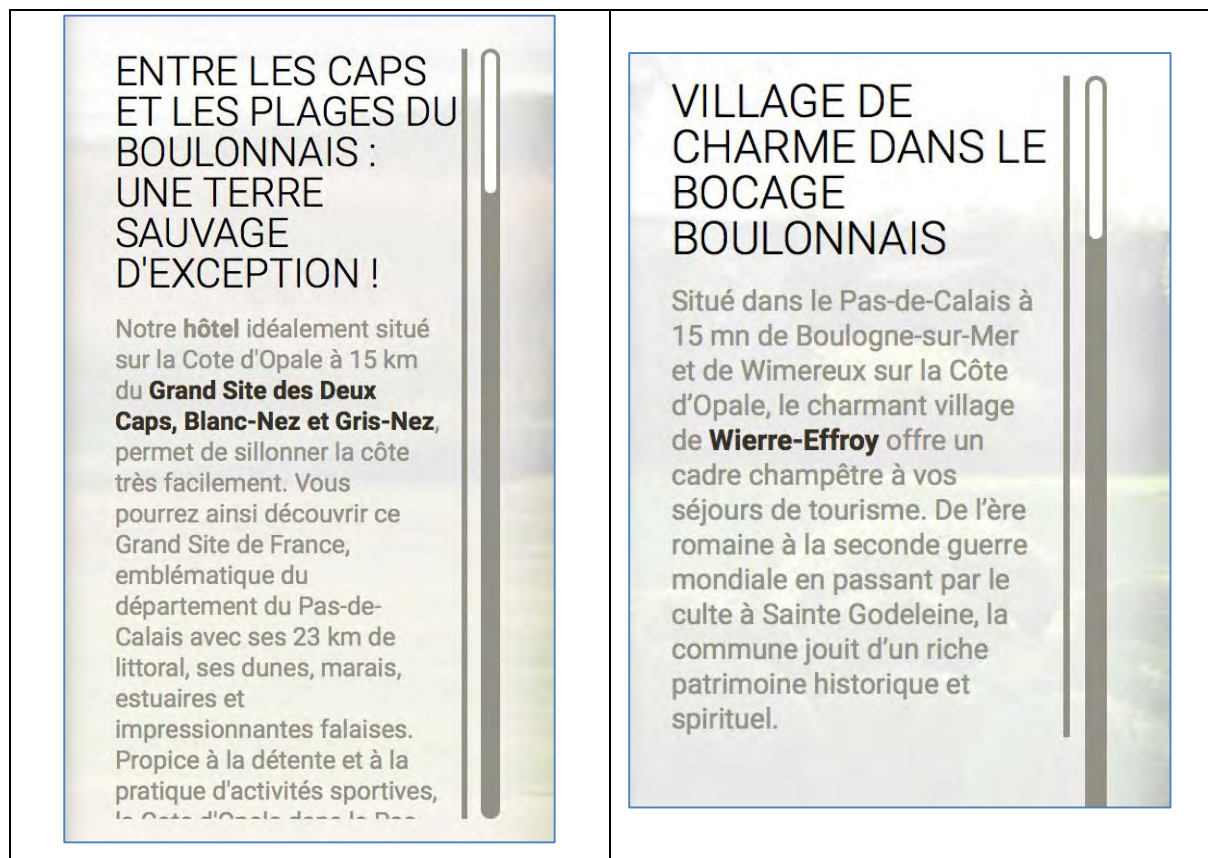 ENTRE LES CAPS
ET LES PLAGES DU
BOULONNAIS :
UNE TERRE
SAUVAGE
D'EXCEPTION !
Notre hôtel idéalement situé
sur la Cote d'Opale à 15 km
du Grand Site des Deux
Caps, Blanc-Nez et Gris-Nez,
permet de sillonner la côte
très facilement. Vous
pourrez ainsi découvrir ce
Grand Site de France,
emblématique du
département du Pas-de-
Calais avec ses 23 km de
littoral, ses dunes, marais,
estuaires et
impressionnantes falaises.
Propice à la détente et à la
pratique d'activités sportives,
la Cote d'Opale dans le Pas-
VILLAGE DE
CHARME DANS LE
BOCAGE
BOULONNAIS
Situé dans le Pas-de-Calais à
15 mn de Boulogne-sur-Mer
et de Wimereux sur la Côte
d’Opale, le charmant village
de Wierre-Effroy offre un
cadre champêtre à vos
séjours de tourisme. De l’ère
romaine à la seconde guerre
mondiale en passant par le
culte à Sainte Godeleine, la
commune jouit d’un riche
patrimoine historique et
spirituel.